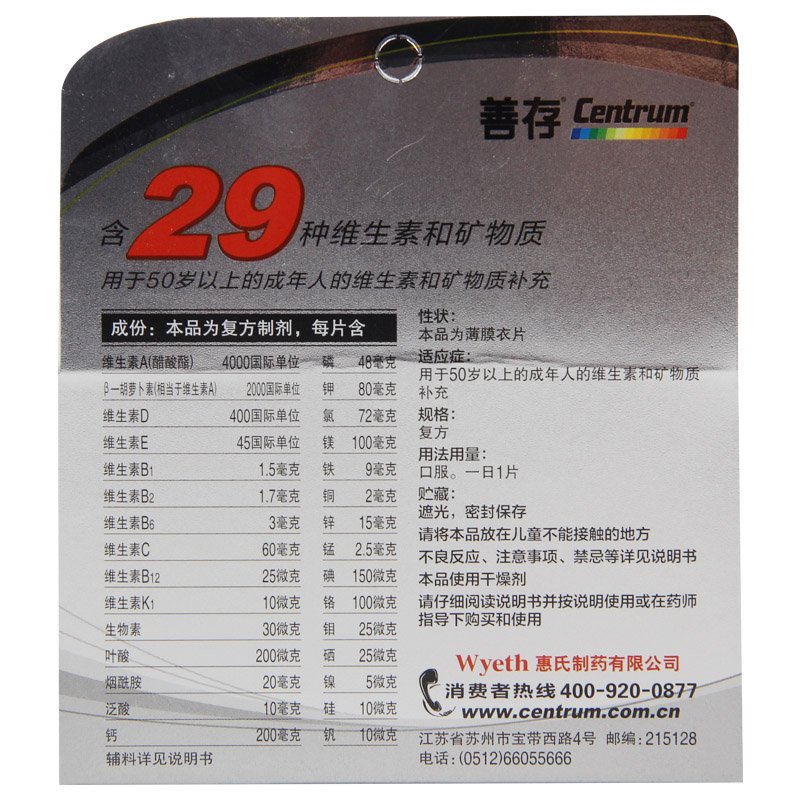 善存® Centrum®
含29种维生素和矿物质
用于50岁以上的成年人的维生素和矿物质补充
成份：本品为复方制剂，每片含
维生素A(醋酸酯) 4000国际单位 磷 48毫克
β一胡萝卜素(相当于维生素A) 2000国际单位 钾 80毫克
维生素D 400国际单位 氯 72毫克
维生素E 45国际单位 镁 100毫克
维生素B1 1.5毫克 铁 9毫克
维生素B2 1.7毫克 铜 2毫克
维生素B6 3毫克 锌 15毫克
维生素C 60毫克 锰 2.5毫克
维生素B12 25微克 碘 150微克
维生素K1 10微克 铬 100微克
生物素 30微克 钼 25微克
叶酸 200微克 硒 25微克
烟酰胺 20毫克 镍 5微克
泛酸 10毫克 硅 10微克
钙 200毫克 钒 10微克
辅料详见说明书
性状：
本品为薄膜衣片
适应症：
用于50岁以上的成年人的维生素和矿物质
补充
规格：
复方
用法用量：
口服。一日1片
贮藏：
遮光，密封保存
请将本品放在儿童不能接触的地方
不良反应、注意事项、禁忌等详见说明书
本品使用干燥剂
请仔细阅读说明书并按说明使用或在药师
指导下购买和使用
Wyeth 惠氏制药有限公司
消费者热线 400-920-0877
www.centrum.com.cn
江苏省苏州市宝带西路4号 邮编：215128
电话：(0512)66055666